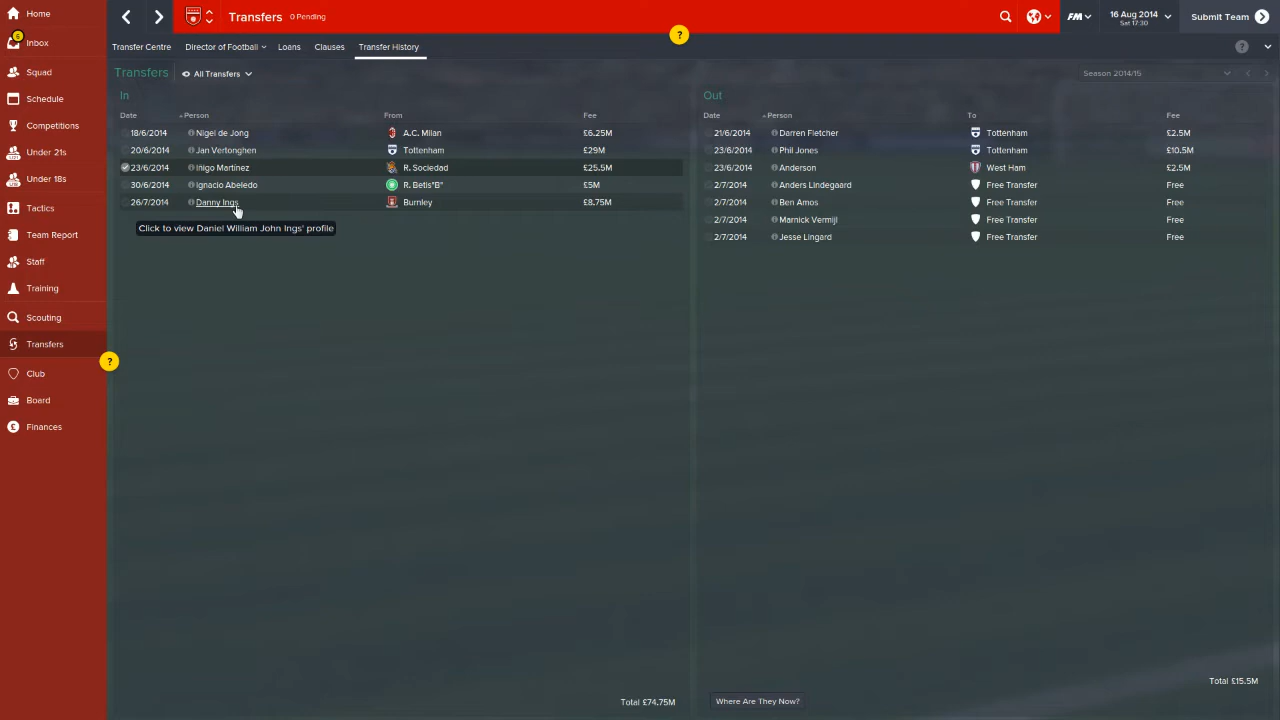 Home
Transfers
0 Pending
?
FM
16 Aug 2014
Sat 17:30
Submit Team
6
Inbox
Transfer Centre
Director of Football
Loans
Clauses
Transfer History
?
Squad
Schedule
Competitions
Under 21s
Under 18s
Tactics
Team Report
Staff
Training
Scouting
Transfers
?
Club
Board
Finances
Transfers
All Transfers
Season 2014/15
In
Date Person From Fee
18/6/2014 Nigel de Jong A.C. Milan £6.25M
20/6/2014 Jan Vertonghen Tottenham £29M
23/6/2014 Iñigo Martínez R. Sociedad £25.5M
30/6/2014 Ignacio Abeledo R. Betis"B" £5M
26/7/2014 Danny Ings Burnley £8.75M
Click to view Daniel William John Ings' profile
Total £74.75M
Out
Date Person To Fee
21/6/2014 Darren Fletcher Tottenham £2.5M
23/6/2014 Phil Jones Tottenham £10.5M
23/6/2014 Anderson West Ham £2.5M
2/7/2014 Anders Lindegaard Free Transfer Free
2/7/2014 Ben Amos Free Transfer Free
2/7/2014 Marnick Vermijl Free Transfer Free
2/7/2014 Jesse Lingard Free Transfer Free
Total £15.5M
Where Are They Now?